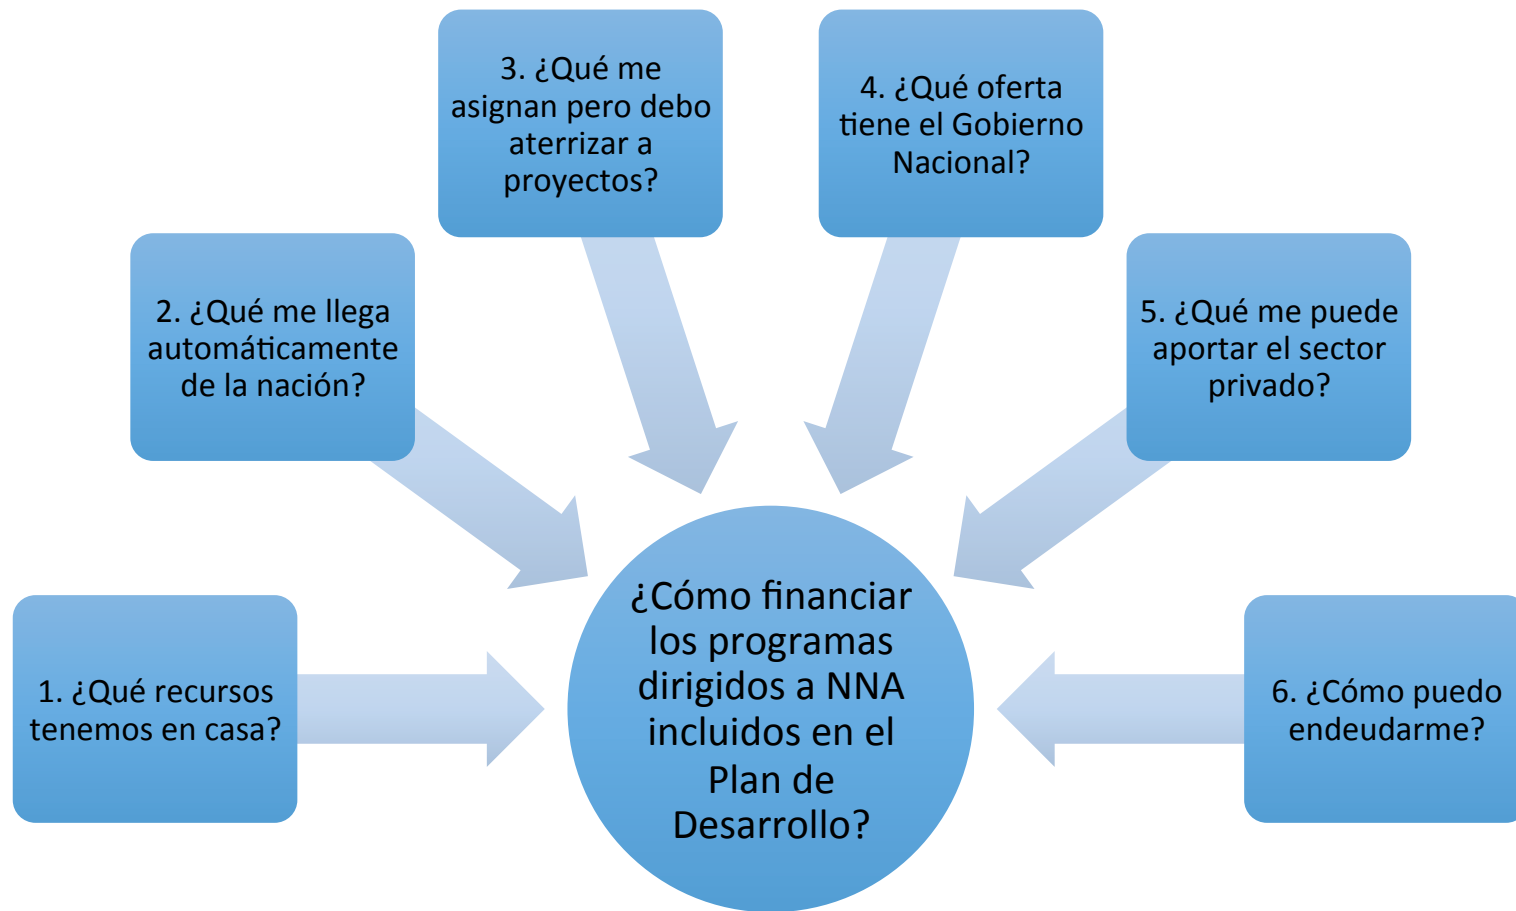 1. ¿Qué recursos
tenemos en casa?
2. ¿Qué me llega
automáticamente
de la nación?
3. ¿Qué me
asignan pero debo
aterrizar a
proyectos?
4. ¿Qué oferta
tiene el Gobierno
Nacional?
5. ¿Qué me puede
aportar el sector
privado?
6. ¿Cómo puedo
endeudarme?
¿Cómo financiar
los programas
dirigidos a NNA
incluidos en el
Plan de
Desarrollo?